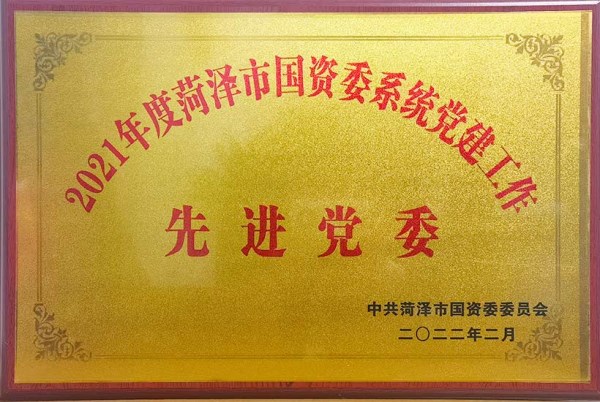 2021年度菏泽市国资委系统党建工作
先进党委
中共菏泽市国资委委员会
二〇二二年二月